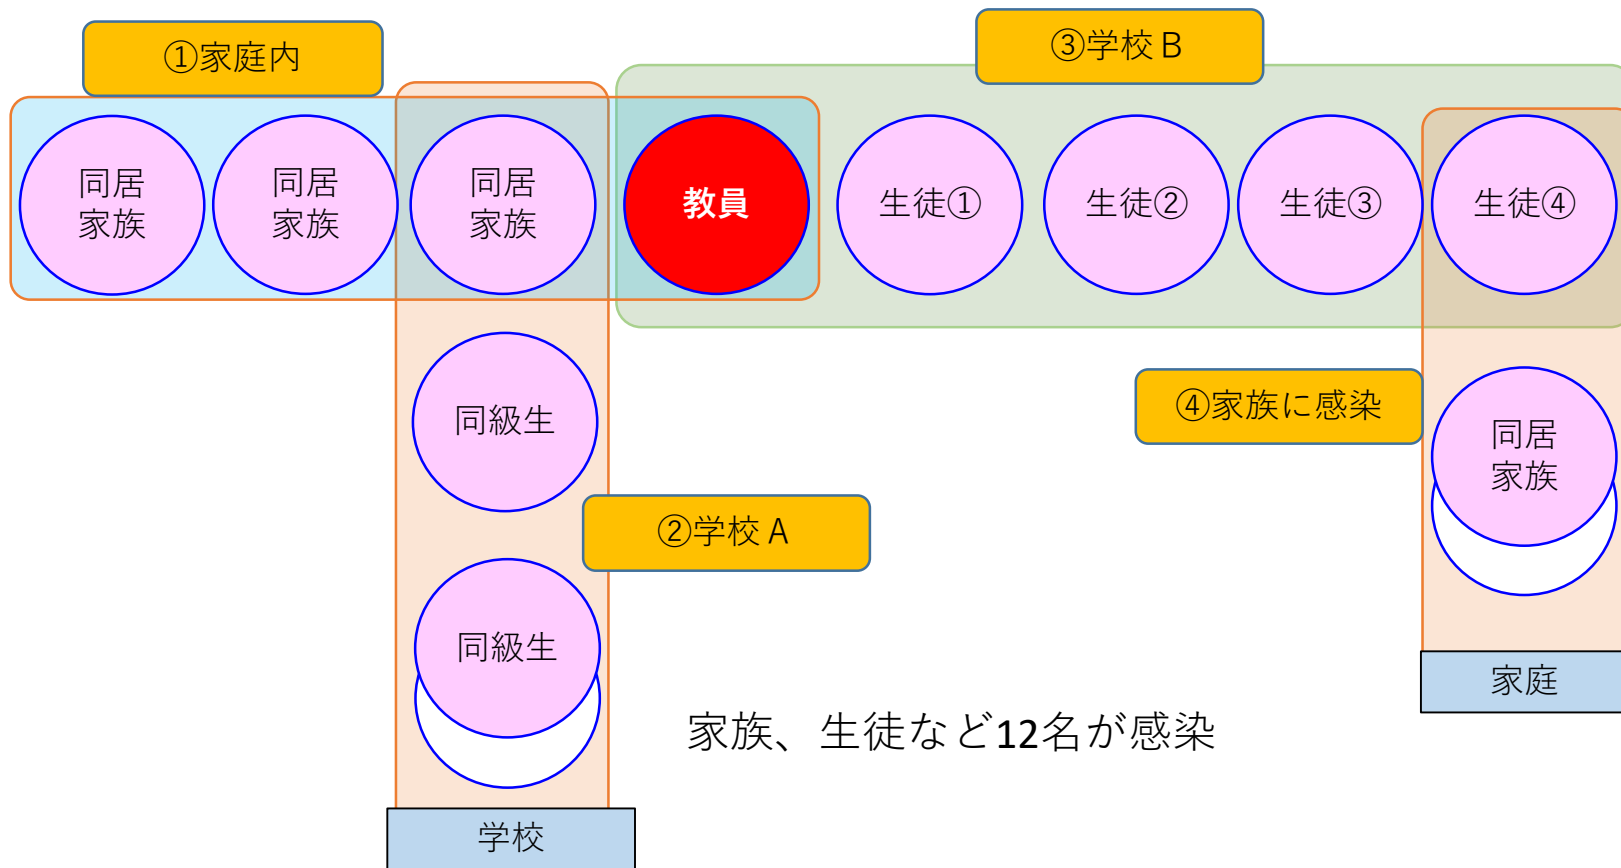 ①家庭内
③学校B
同居
家族
同居
家族
同居
家族
教員
生徒①
生徒②
生徒③
生徒④
同級生
④家族に感染
同居
家族
②学校A
同級生
家族、生徒など12名が感染
家庭
学校